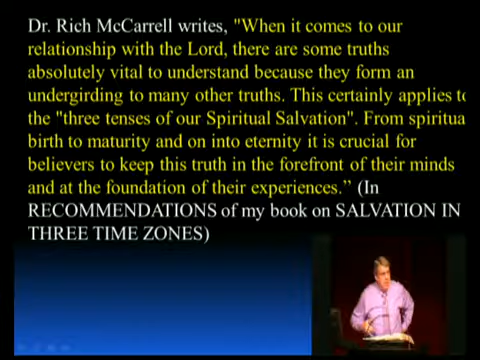 Dr. Rich McCarrell writes, "When it comes to our
relationship with the Lord, there are some truths
absolutely vital to understand because they form an
undergirding to many other truths. This certainly applies to
the "three tenses of our Spiritual Salvation". From spiritua
birth to maturity and on into eternity it is crucial for
believers to keep this truth in the forefront of their minds
and at the foundation of their experiences.” (In
RECOMMENDATIONS of my book on SALVATION IN
THREE TIME ZONES)